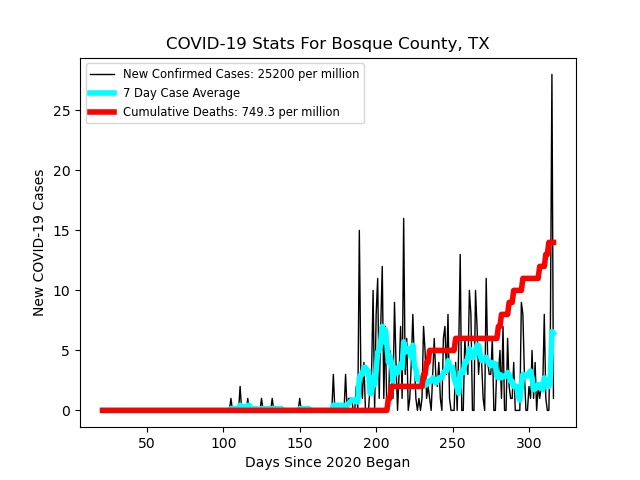 COVID-19 Stats For Bosque County, TX
New Confirmed Cases: 25200 per million
7 Day Case Average
Cumulative Deaths: 749.3 per million
New COVID-19 Cases
25
20
15
10
5
0
50 100 150 200 250 300
Days Since 2020 Began